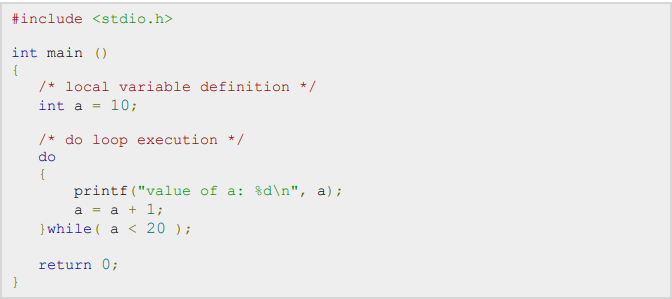 #include <stdio.h>
int main ()
{
/* local variable definition */
int a = 10;
/* do loop execution */
do
{
printf("value of a: %d\n", a);
a = a + 1;
}while( a < 20 );
return 0;
}